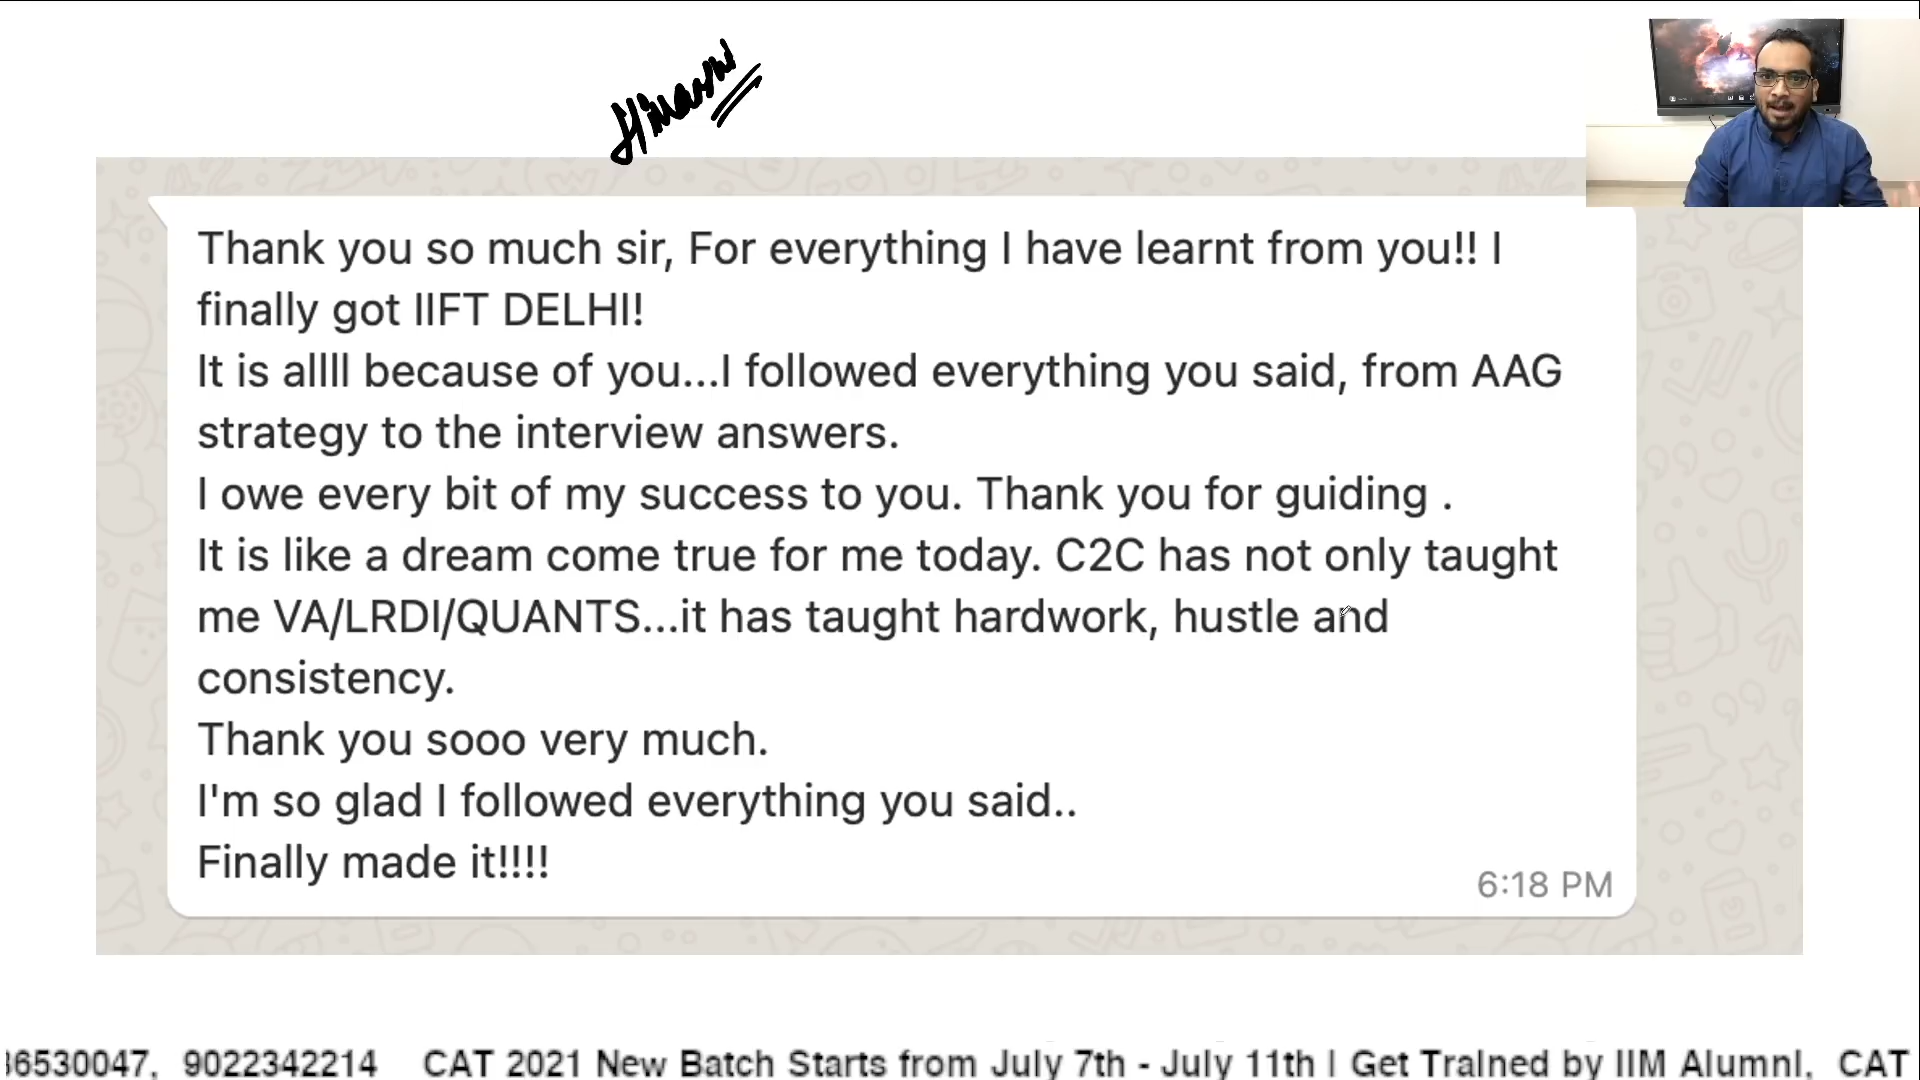 Thank you so much sir, For everything I have learnt from you!! I
finally got IIFT DELHI!
It is allll because of you...I followed everything you said, from AAG
strategy to the interview answers.
I owe every bit of my success to you. Thank you for guiding .
It is like a dream come true for me today. C2C has not only taught
me VA/LRDI/QUANTS...it has taught hardwork, hustle and
consistency.
Thank you sooo very much.
I'm so glad I followed everything you said..
Finally made it!!!!
6:18 PM
36530047, 9022342214 CAT 2021 New Batch Starts from July 7th - July 11th | Get Tralned by IIM Alumnl, CAT